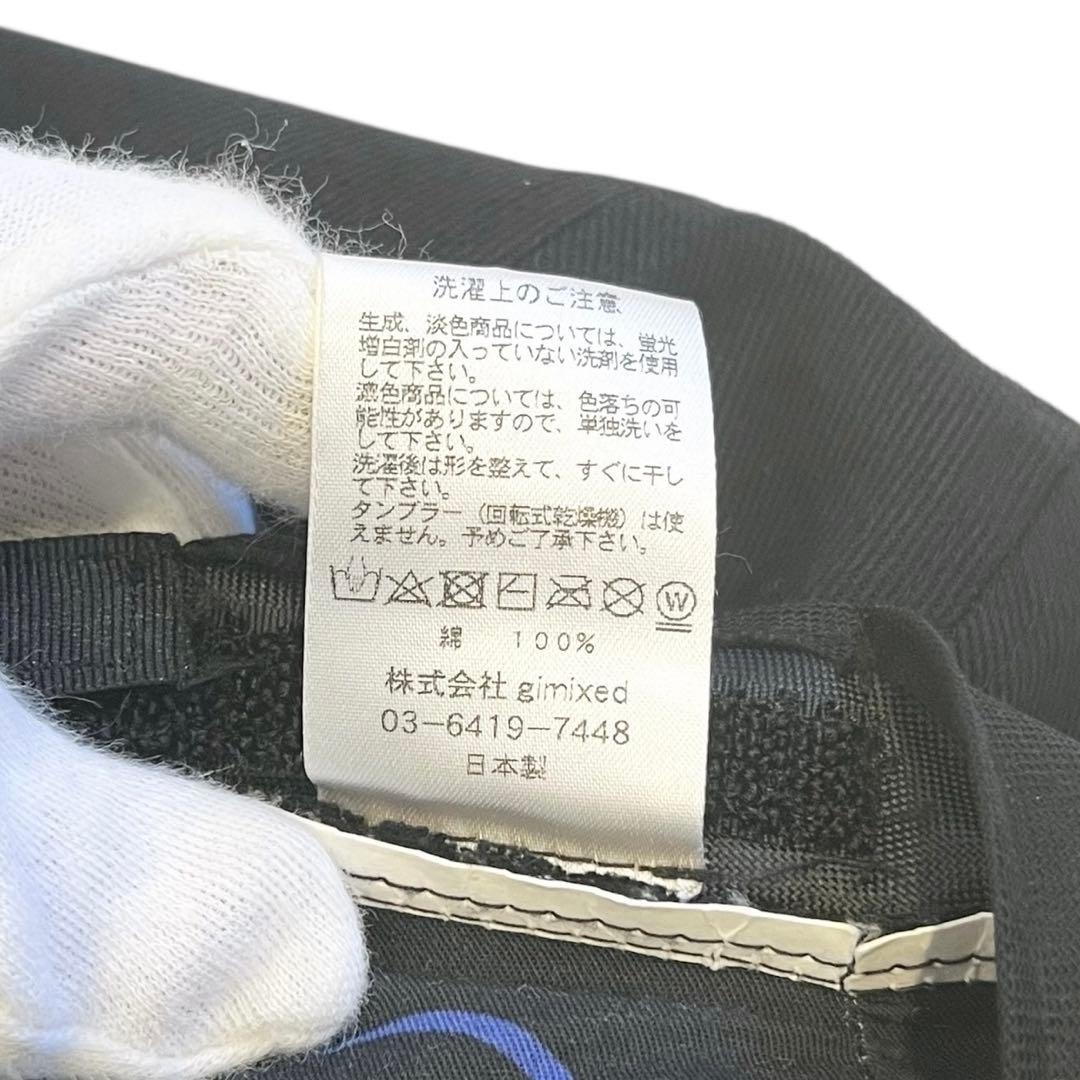 洗濯上のご注意
生成、淡色商品については、蛍光
増白剤の入っていない洗剤を使用
して下さい。
濃色商品については、色落ちの可
能性がありますので、単独洗いを
して下さい。
洗濯後は形を整えて、すぐに干し
て下さい。
タンブラー（回転式乾燥機）は使
えません。予めご了承下さい。
W
綿 100%
株式会社 gimixed
03-6419-7448
日本製